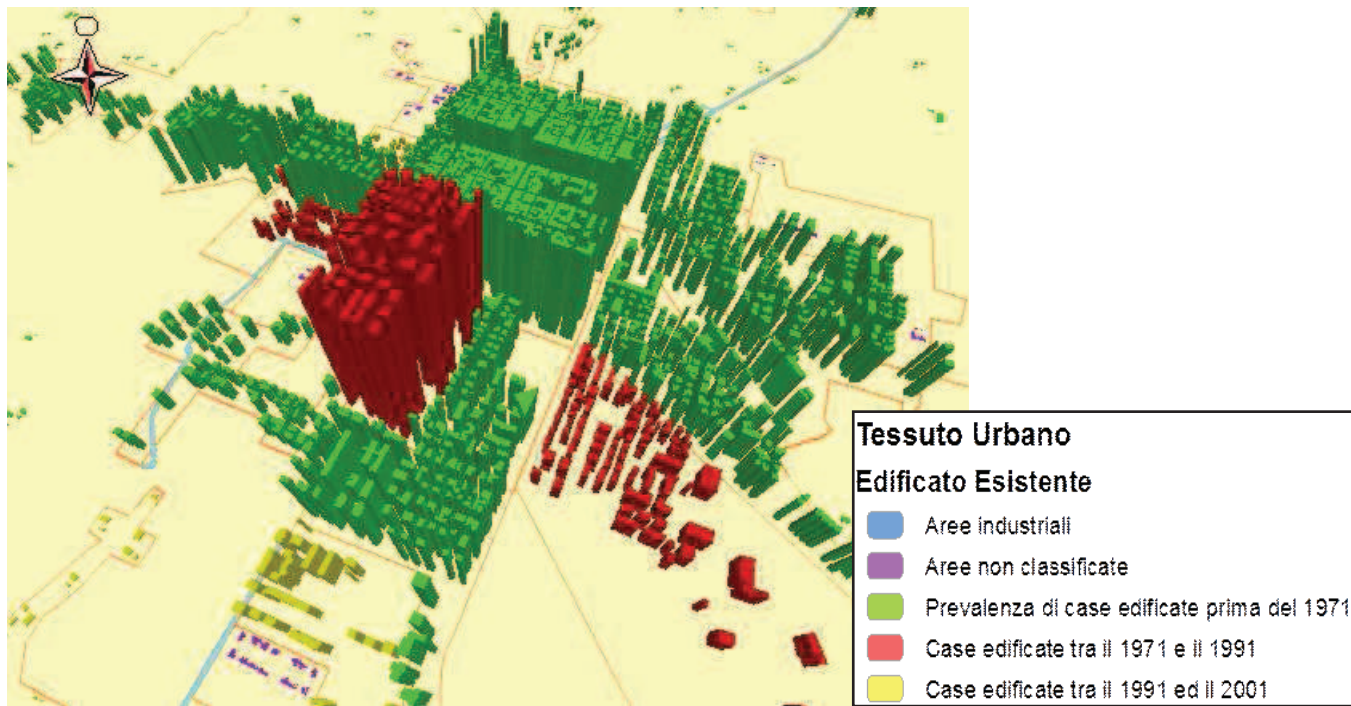 Tessuto Urbano
Edificato Esistente
Aree industriali
Aree non classificate
Prevalenza di case edificate prima del 1971
Case edificate tra il 1971 e il 1991
Case edificate tra il 1991 ed il 2001